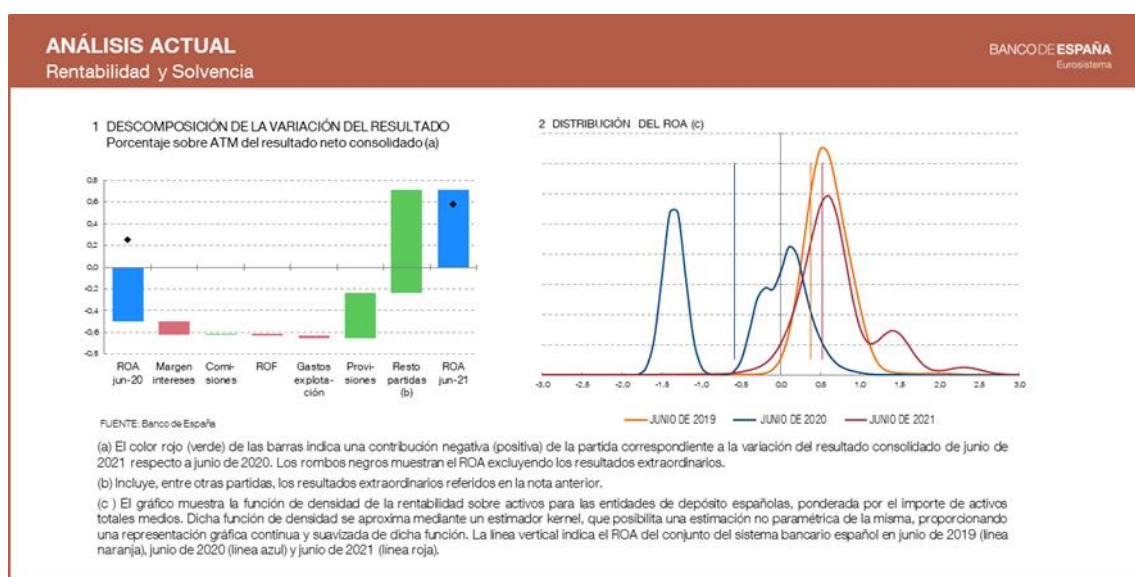 ANÁLISIS ACTUAL
Rentabilidad y Solvencia
BANCODEESPAÑA
Eurosistema
1 DESCOMPOSICIÓN DE LA VARIACIÓN DEL RESULTADO
Porcentaje sobre ATM del resultado neto consolidado (a)
0,8
0,6
0,4
0,2
0,0
-0,2
-0,4
-0,6
-0,8
ROA jun-20
Margen intereses
Comi- siones
ROF
Gastos explota- ción
Provi- siones
Resto partidas (b)
ROA jun-21
2 DISTRIBUCIÓN DEL ROA (c)
-3.0 -2.5 -2.0 -1.5 -1.0 -0.5 0.0 0.5 1.0 1.5 2.0 2.5 3.0
JUNIO DE 2019 JUNIO DE 2020 JUNIO DE 2021
FUENTE: Banco de España
(a) El color rojo (verde) de las barras indica una contribución negativa (positiva) de la partida correspondiente a la variación del resultado consolidado de junio de
2021 respecto a junio de 2020. Los rombos negros muestran el ROA excluyendo los resultados extraordinarios.
(b) Incluye, entre otras partidas, los resultados extraordinarios referidos en la nota anterior.
(c ) El gráfico muestra la función de densidad de la rentabilidad sobre activos para las entidades de depósito españolas, ponderada por el importe de activos
totales medios. Dicha función de densidad se aproxima mediante un estimador kernel, que posibilita una estimación no paramétrica de la misma, proporcionando
una representación gráfica continua y suavizada de dicha función. La línea vertical indica el ROA del conjunto del sistema bancario español en junio de 2019 (línea
naranja), junio de 2020 (línea azul) y junio de 2021 (línea roja).